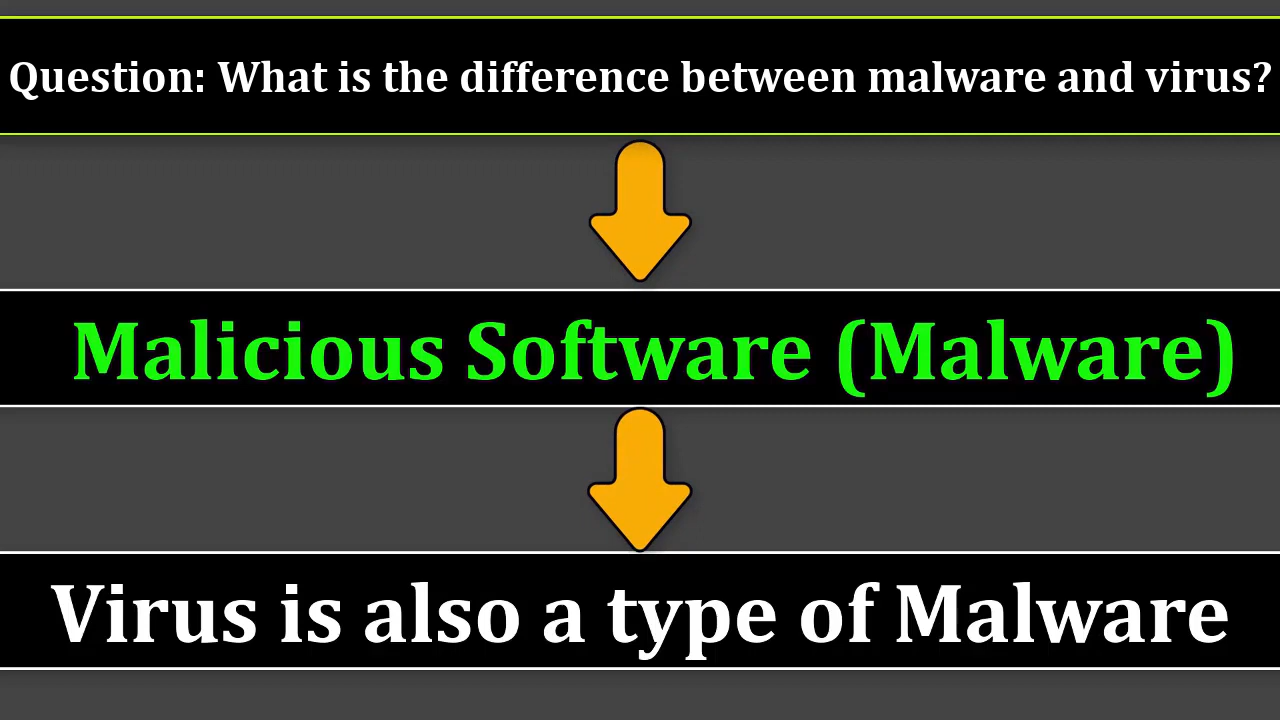 Question: What is the difference between malware and virus?
Malicious Software (Malware)
Virus is also a type of Malware